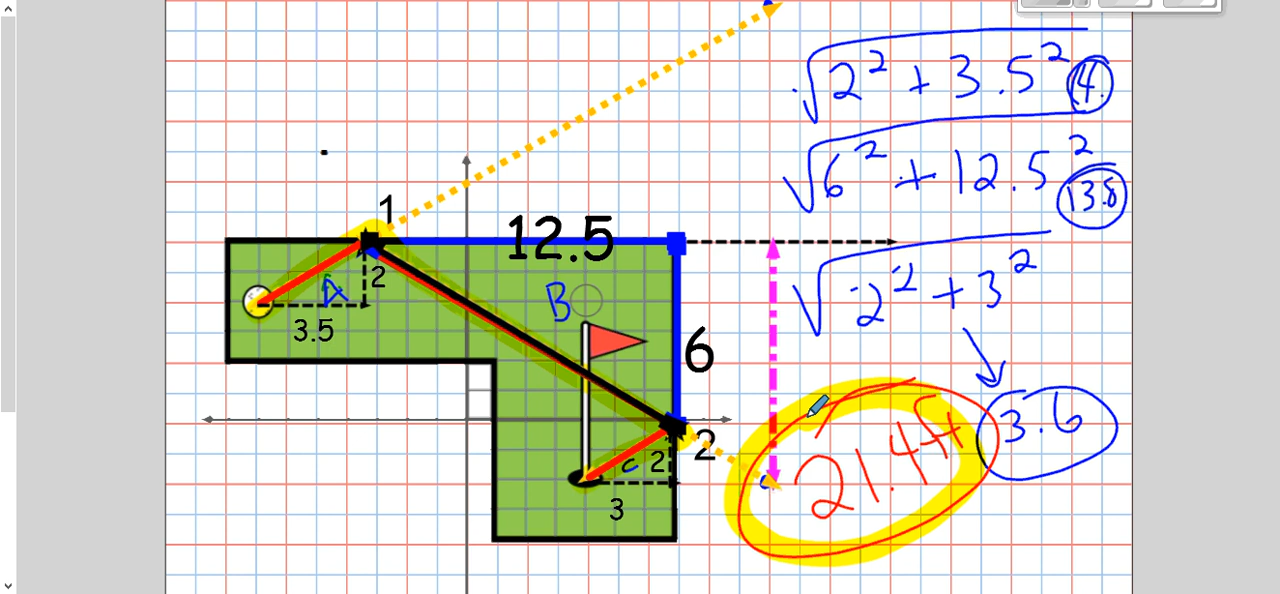 √2² + 3.5² 4.
1
√6² + 12.5² 13.8
12.5
2
A
B
√2² + 3²
3.5
6
3.6
2
C 2
21.4ft
3